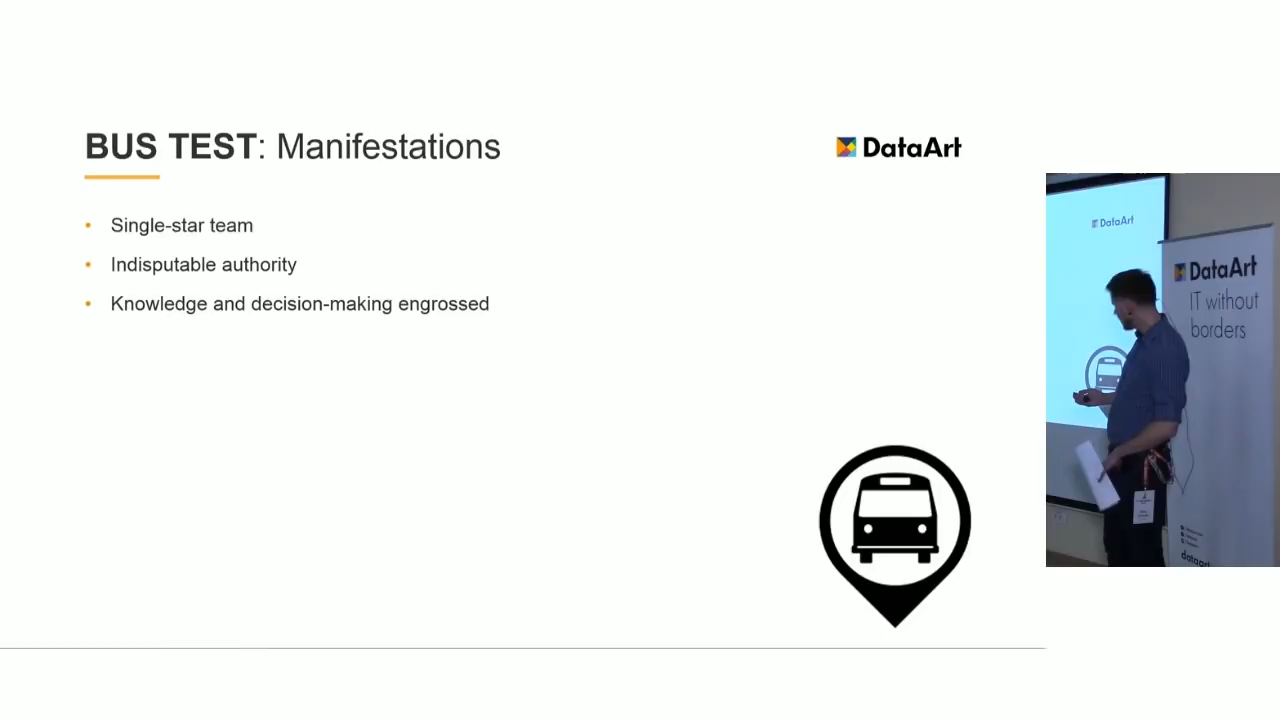 BUS TEST: Manifestations
DataArt
• Single-star team
• Indisputable authority
• Knowledge and decision-making engrossed
DataArt
DataArt
IT without
borders
dataart